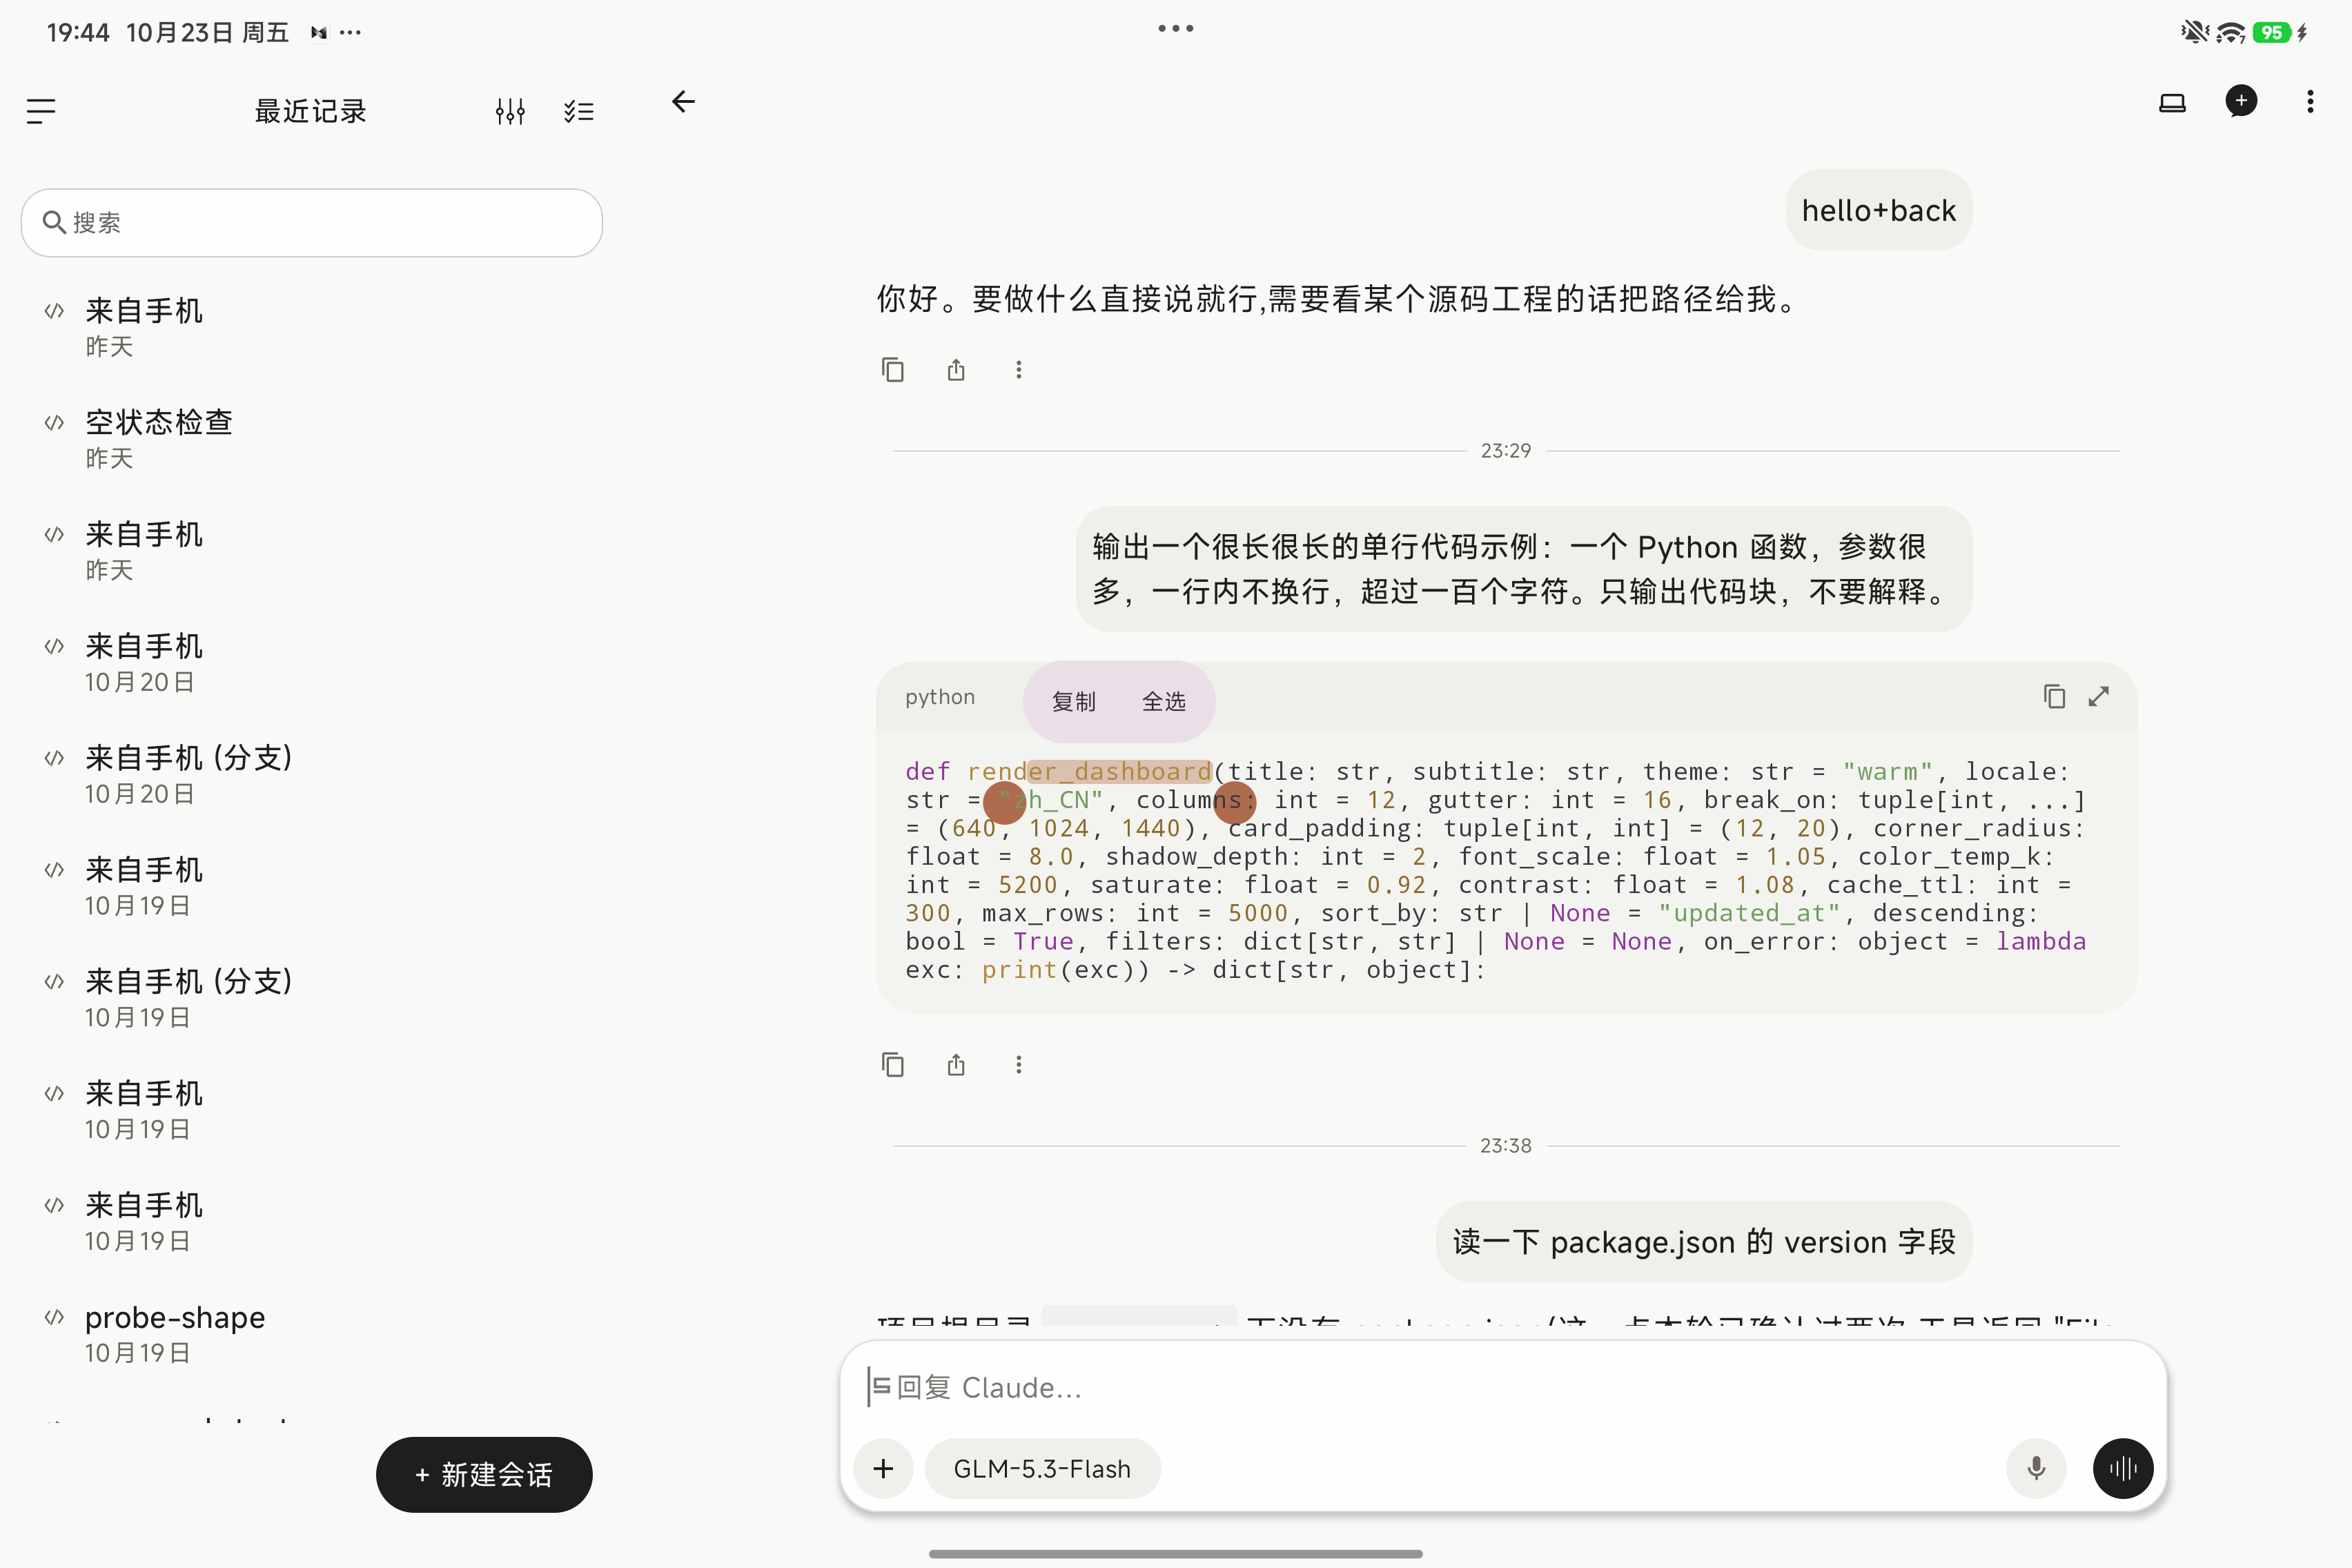 19:44 10月23日 周五
95
最近记录
搜索
来自手机
昨天
空状态检查
昨天
来自手机
昨天
来自手机
10月20日
来自手机 (分支)
10月20日
来自手机
10月19日
来自手机 (分支)
10月19日
来自手机
10月19日
来自手机
10月19日
probe-shape
10月19日
+ 新建会话
hello+back
你好。要做什么直接说就行,需要看某个源码工程的话把路径给我。
23:29
输出一个很长很长的单行代码示例：一个 Python 函数，参数很
多，一行内不换行，超过一百个字符。只输出代码块，不要解释。
python
复制 全选
def render_dashboard(title: str, subtitle: str, theme: str = "warm", locale:
str = "zh_CN", columns: int = 12, gutter: int = 16, break_on: tuple[int, ...]
= (640, 1024, 1440), card_padding: tuple[int, int] = (12, 20), corner_radius:
float = 8.0, shadow_depth: int = 2, font_scale: float = 1.05, color_temp_k:
int = 5200, saturate: float = 0.92, contrast: float = 1.08, cache_ttl: int =
300, max_rows: int = 5000, sort_by: str | None = "updated_at", descending:
bool = True, filters: dict[str, str] | None = None, on_error: object = lambda
exc: print(exc)) -> dict[str, object]:
23:38
读一下 package.json 的 version 字段
回复 Claude...
GLM-5.3-Flash